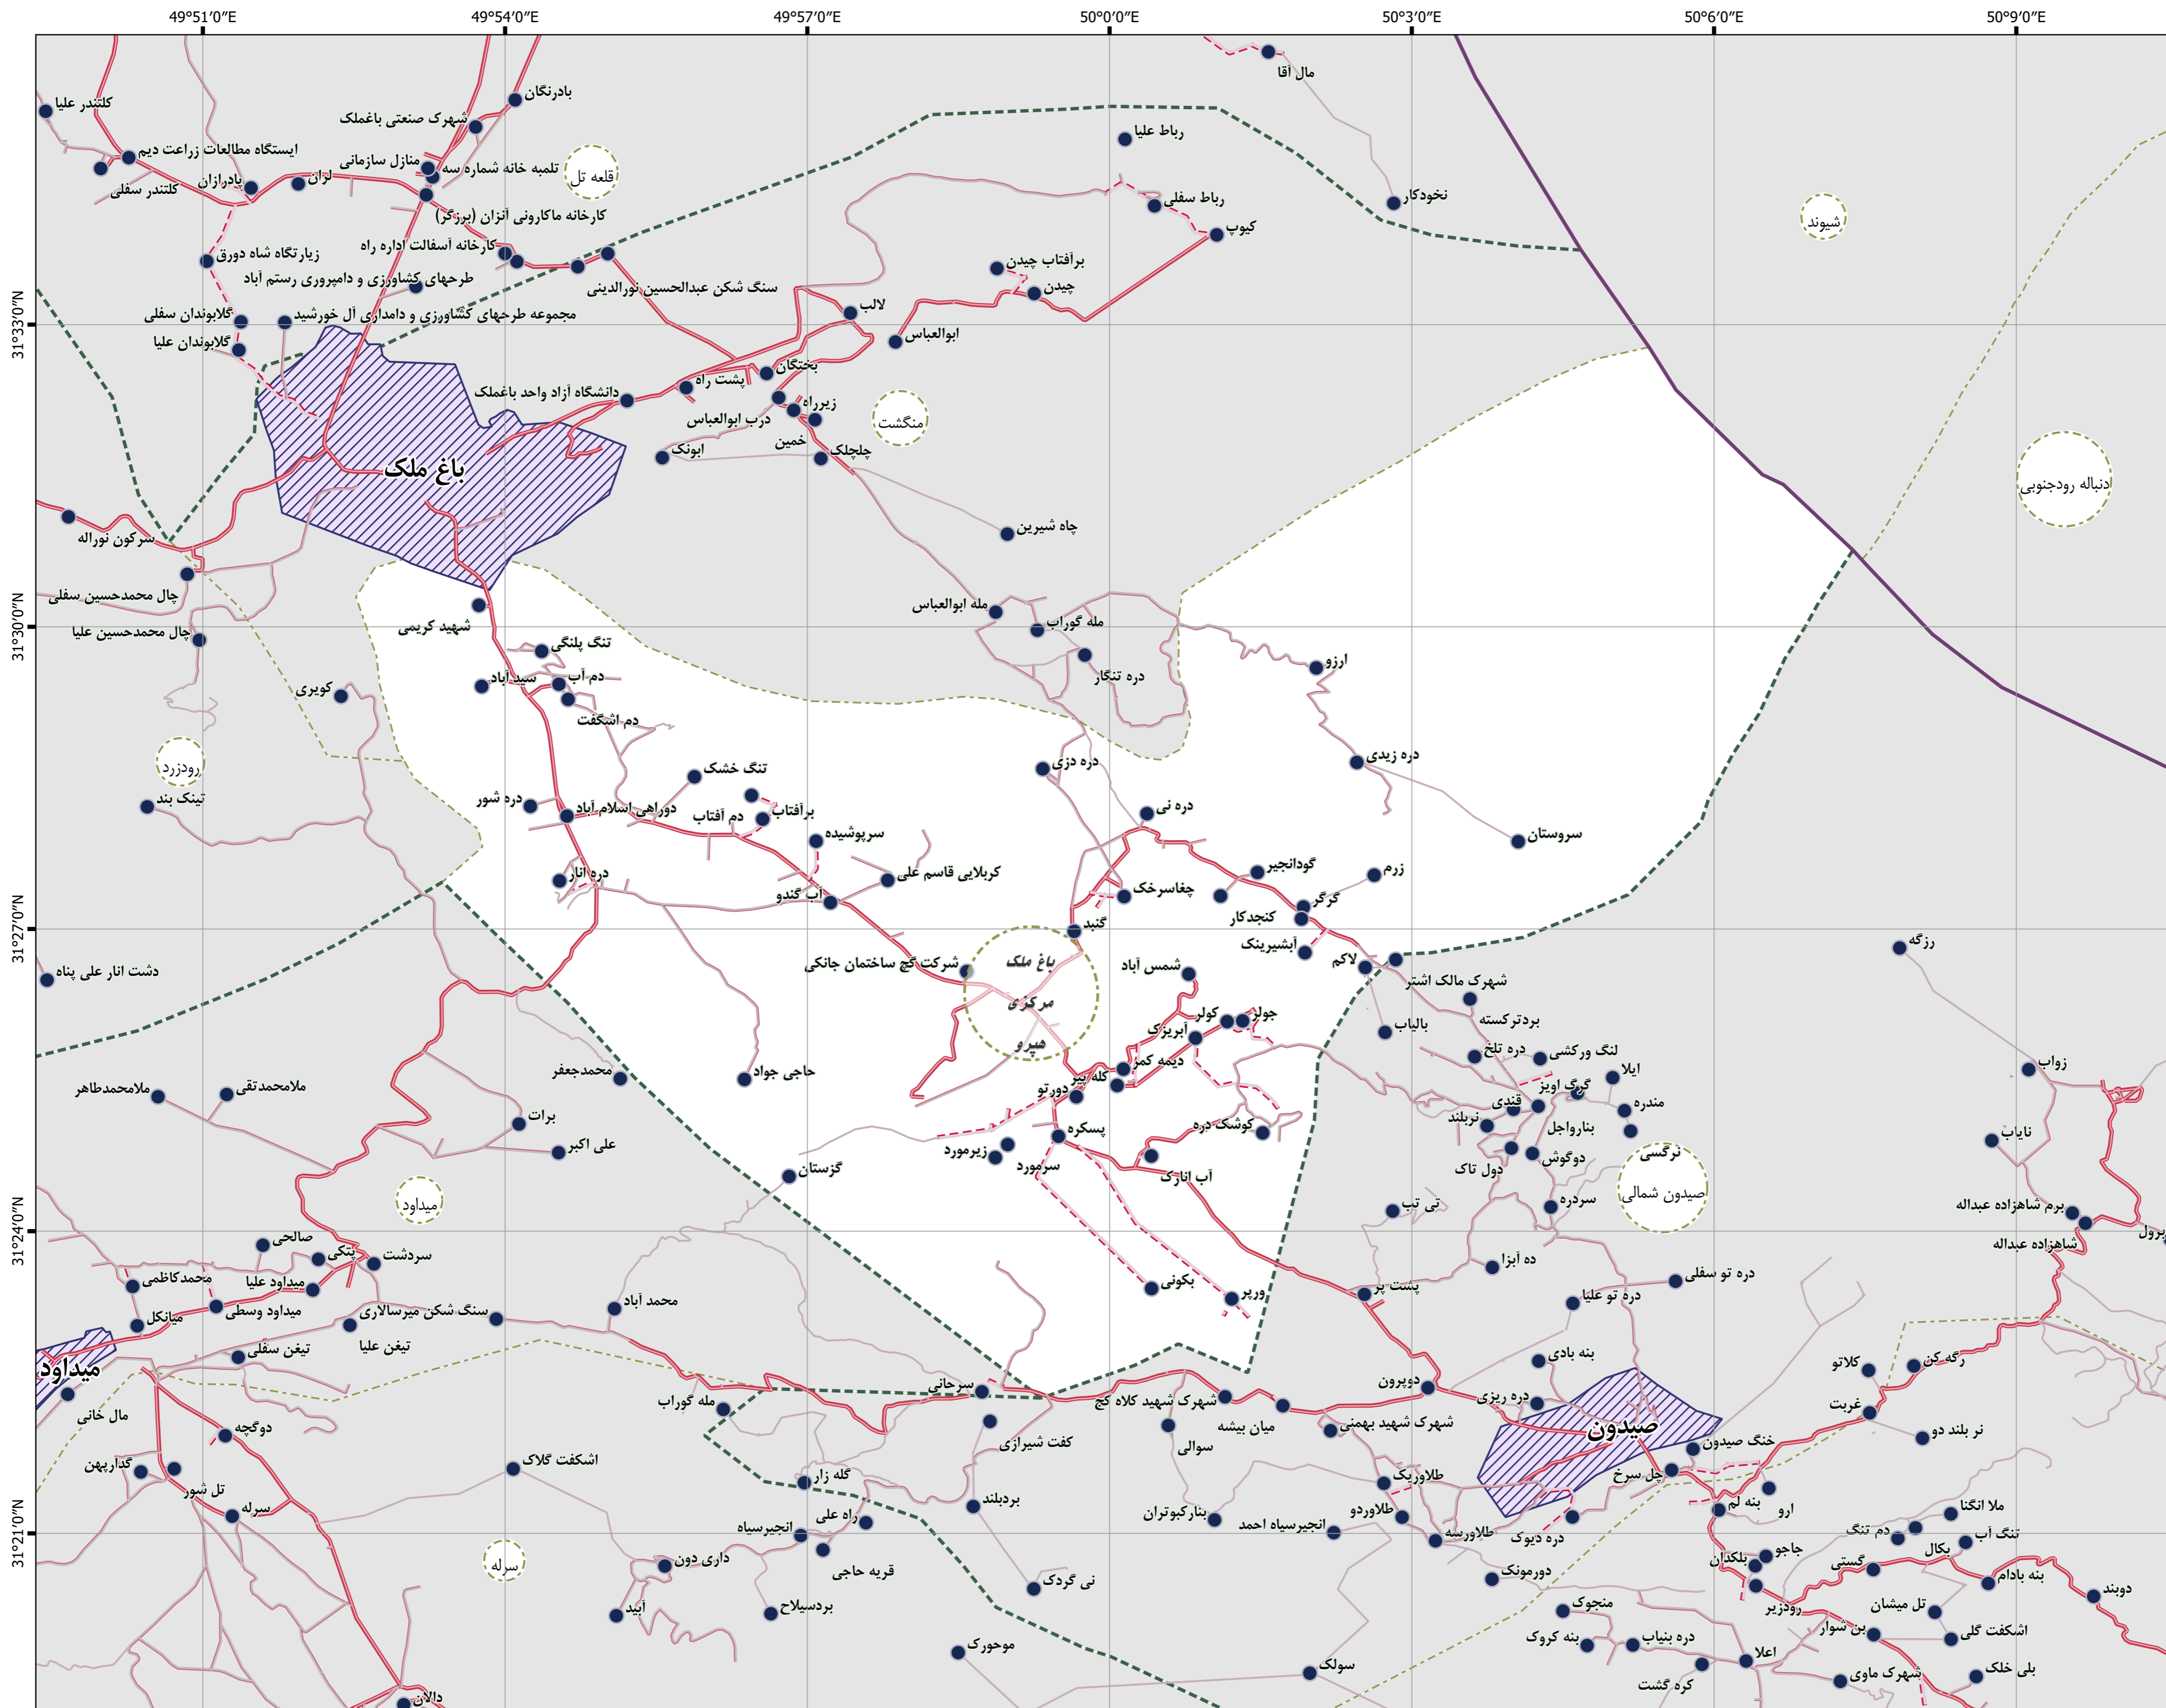 49°51′0″E
49°54′0″E
49°57′0″E
50°0′0″E
50°3′0″E
50°6′0″E
50°9′0″E
31°33′0″N
31°30′0″N
31°27′0″N
31°24′0″N
31°21′0″N
مال آقا
کلتندر علیا
بادرنگان
شهرک صنعتی باغملک
رباط علیا
ایستگاه مطالعات زراعت دیم
منازل سازمانی
تلمبه خانه شماره سه
قلعه تل
لران
پادرازان
کلتندر سفلی
رباط سفلی
نخودکار
شیوند
کارخانه ماکارونی آنزان (برزگر)
کیوپ
کارخانه آسفالت اداره راه
زیارتگاه شاه دورق
برآفتاب چیدن
طرحهای کشاورزی و دامپروری رستم آباد
سنگ شکن عبدالحسین نورالدینی
چیدن
لالب
گلابوندان سفلی
مجموعه طرحهای کشاورزی و دامداری آل خورشید
گلابوندان علیا
ابوالعباس
بختگان
پشت راه
دانشگاه آزاد واحد باغملک
زیرراه
درب ابوالعباس
منگشت
خمین
چلچلک
ابونک
باغ ملک
دنباله رودجنوبی
چاه شیرین
سرکون نوراله
چال محمدحسین سفلی
مله ابوالعباس
مله گوراب
شهید کریمی
چال محمدحسین علیا
تنگ پلنگی
ارزو
سید آباد
دم آب
دره تنگار
کویری
دم اشگفت
دره دزی
دره زیدی
رودزرد
تنگ خشک
تینک بند
دره شور
دوراهی اسلام آباد
دم آفتاب
برآفتاب
دره نی
سرپوشیده
سروستان
دره انار
کربلایی قاسم علی
گودانجیر
زرم
چغاسرخک
آب گندو
گرگر
کنجدکار
گنبد
آبشیرینک
رزگه
شرکت گچ ساختمان جانکی
باغ ملک
مرکزی
هپرو
شمس آباد
لاکم
شهرک مالک اشتر
دشت انار علی پناه
کولر
جولز
بردترکسته
آبریزک
بالیاب
دره تلخ
لنگ ورکشی
دیمه کمر
زواب
محمدجعفر
حاجی جواد
کله پیر
ایلا
ملامحمدطاهر
ملامحمدتقی
دورتو
گرگ اویز
قندی
مندره
برات
پسکره
کوشک دره
نربلند
بنارواجل
نایاب
علی اکبر
زیرمورد
سرمورد
دوگوش
نرگسی
گزستان
آب انارک
دول تاک
صیدون شمالی
میداود
تی تب
سردره
برم شاهزاده عبداله
صالحی
پتکی
سردشت
شاهزاده عبداله
محمدکاظمی
میداود علیا
ده آبزا
دره تو سفلی
بکونی
ورپر
پشت پر
دره تو علیا
میداود وسطی
سنگ شکن میرسالاری
محمد آباد
میانکل
تیغن علیا
تیغن سفلی
میداود
بنه بادی
کلاتو
رگه کن
مال خانی
سرحانی
مله گوراب
شهرک شهید کلاه کج
دوپرون
دره ریزی
غربت
دوگچه
میان بیشه
شهرک شهید بهمنی
صیدون
نر بلند دو
کفت شیرازی
سوالی
خنگ صیدون
گدارپهن
اشکفت گلاک
گله زار
طلاوریک
چل سرخ
تل شور
سرله
بردبلند
بنه لم
ارو
ملا انگنا
راه علی
بنارکبوتران
طلاوردو
انجیرسیاه
انجیرسیاه احمد
طلاورسه
دره دیوک
دم تنگ
تنگ آب
بکال
سرله
داری دون
قریه حاجی
جاجو
بلکدان
گستی
نی گردک
دورمونک
بنه بادام
دوبند
آبید
بردسیلاح
منجوک
رودزیر
تل میشان
موحورک
بنه کروک
دره بنیاب
بن شوار
اشکفت گلی
اعلا
سولک
کره گشت
شهرک ماوی
بلی خلک
دالان